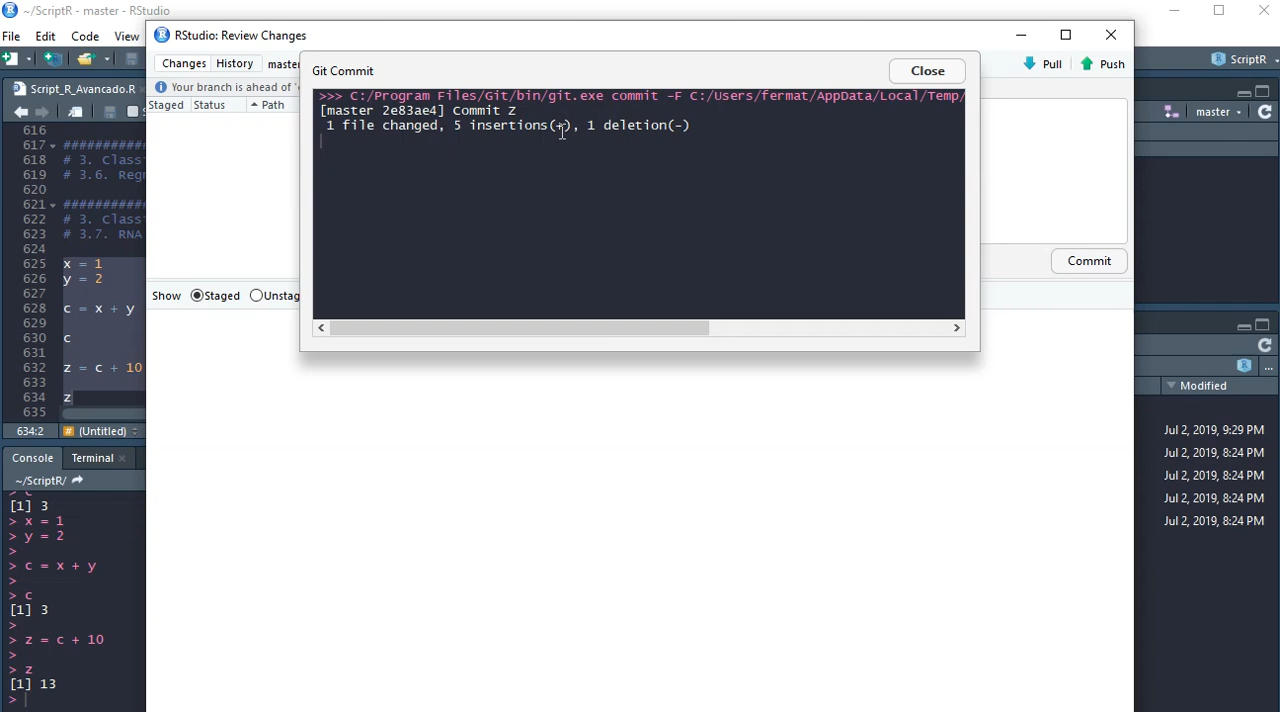 ~/ScriptR - master - RStudio
File Edit Code View
RStudio: Review Changes
ScriptR
Changes History master
Pull Push
Git Commit
Close
Your branch is ahead of '
Staged Status Path
>>> C:/Program Files/Git/bin/git.exe commit -F C:/Users/fermat/AppData/Local/Temp/
[master 2e83ae4] Commit z
1 file changed, 5 insertions(+), 1 deletion(-)
Script_R_Avancado.R
master
616
617 ###########
618 # 3. Class
619 # 3.6. Regr
620
621 ###########
622 # 3. Class
623 # 3.7. RNA
624
625 x = 1
626 y = 2
627
628 c = x + y
629
630 c
631
632 z = c + 10
633
634 z
635
634:2 (Untitled)
Commit
Show Staged Unstag
Modified
Jul 2, 2019, 9:29 PM
Jul 2, 2019, 8:24 PM
Jul 2, 2019, 8:24 PM
Jul 2, 2019, 8:24 PM
Jul 2, 2019, 8:24 PM
Console Terminal
~/ScriptR/
> c
[1] 3
> x = 1
> y = 2
>
> c = x + y
>
> c
[1] 3
>
> z = c + 10
>
> z
[1] 13
>